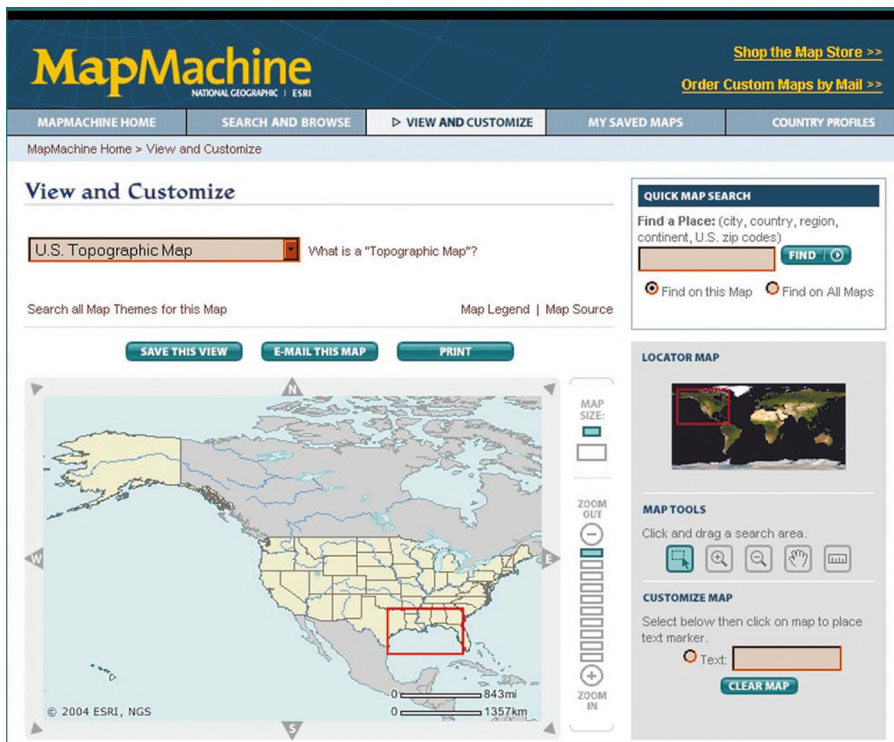 MapMachine
NATIONAL GEOGRAPHIC | ESRI
Shop the Map Store >>
Order Custom Maps by Mail >>
MAPMACHINE HOME
SEARCH AND BROWSE
VIEW AND CUSTOMIZE
MY SAVED MAPS
COUNTRY PROFILES
MapMachine Home > View and Customize
View and Customize
U.S. Topographic Map
What is a "Topographic Map"?
Search all Map Themes for this Map
Map Legend | Map Source
SAVE THIS VIEW
E-MAIL THIS MAP
PRINT
N
W
E
S
0 843mi
0 1357km
© 2004 ESRI, NGS
MAP
SIZE:
ZOOM
OUT
ZOOM
IN
QUICK MAP SEARCH
Find a Place: (city, country, region,
continent, U.S. zip codes)
FIND
Find on this Map
Find on All Maps
LOCATOR MAP
MAP TOOLS
Click and drag a search area.
CUSTOMIZE MAP
Select below then click on map to place
text marker.
Text:
CLEAR MAP